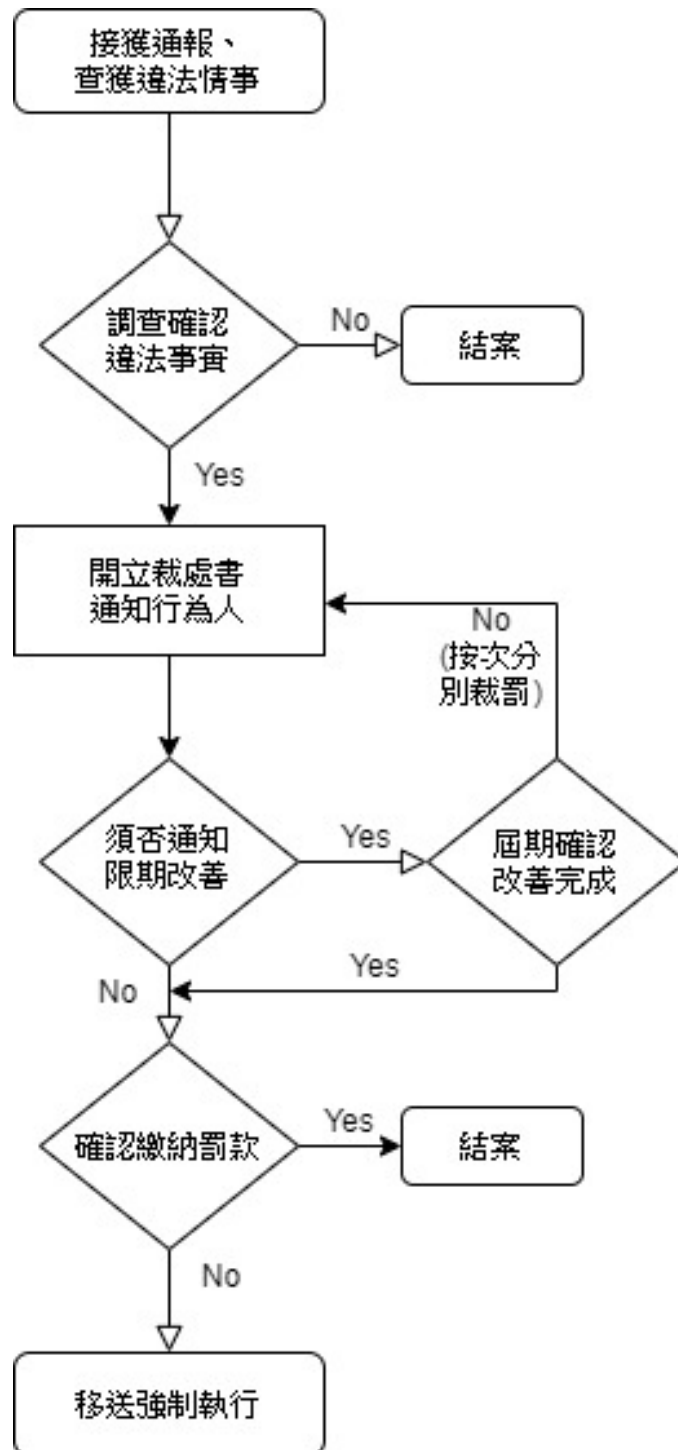 接獲通報、
查獲違法情事
調查確認
違法事實
No
結案
Yes
開立裁處書
通知行為人
No
(按次分
別裁罰)
須否通知
限期改善
Yes
屆期確認
改善完成
Yes
No
確認繳納罰款
Yes
結案
No
移送強制執行